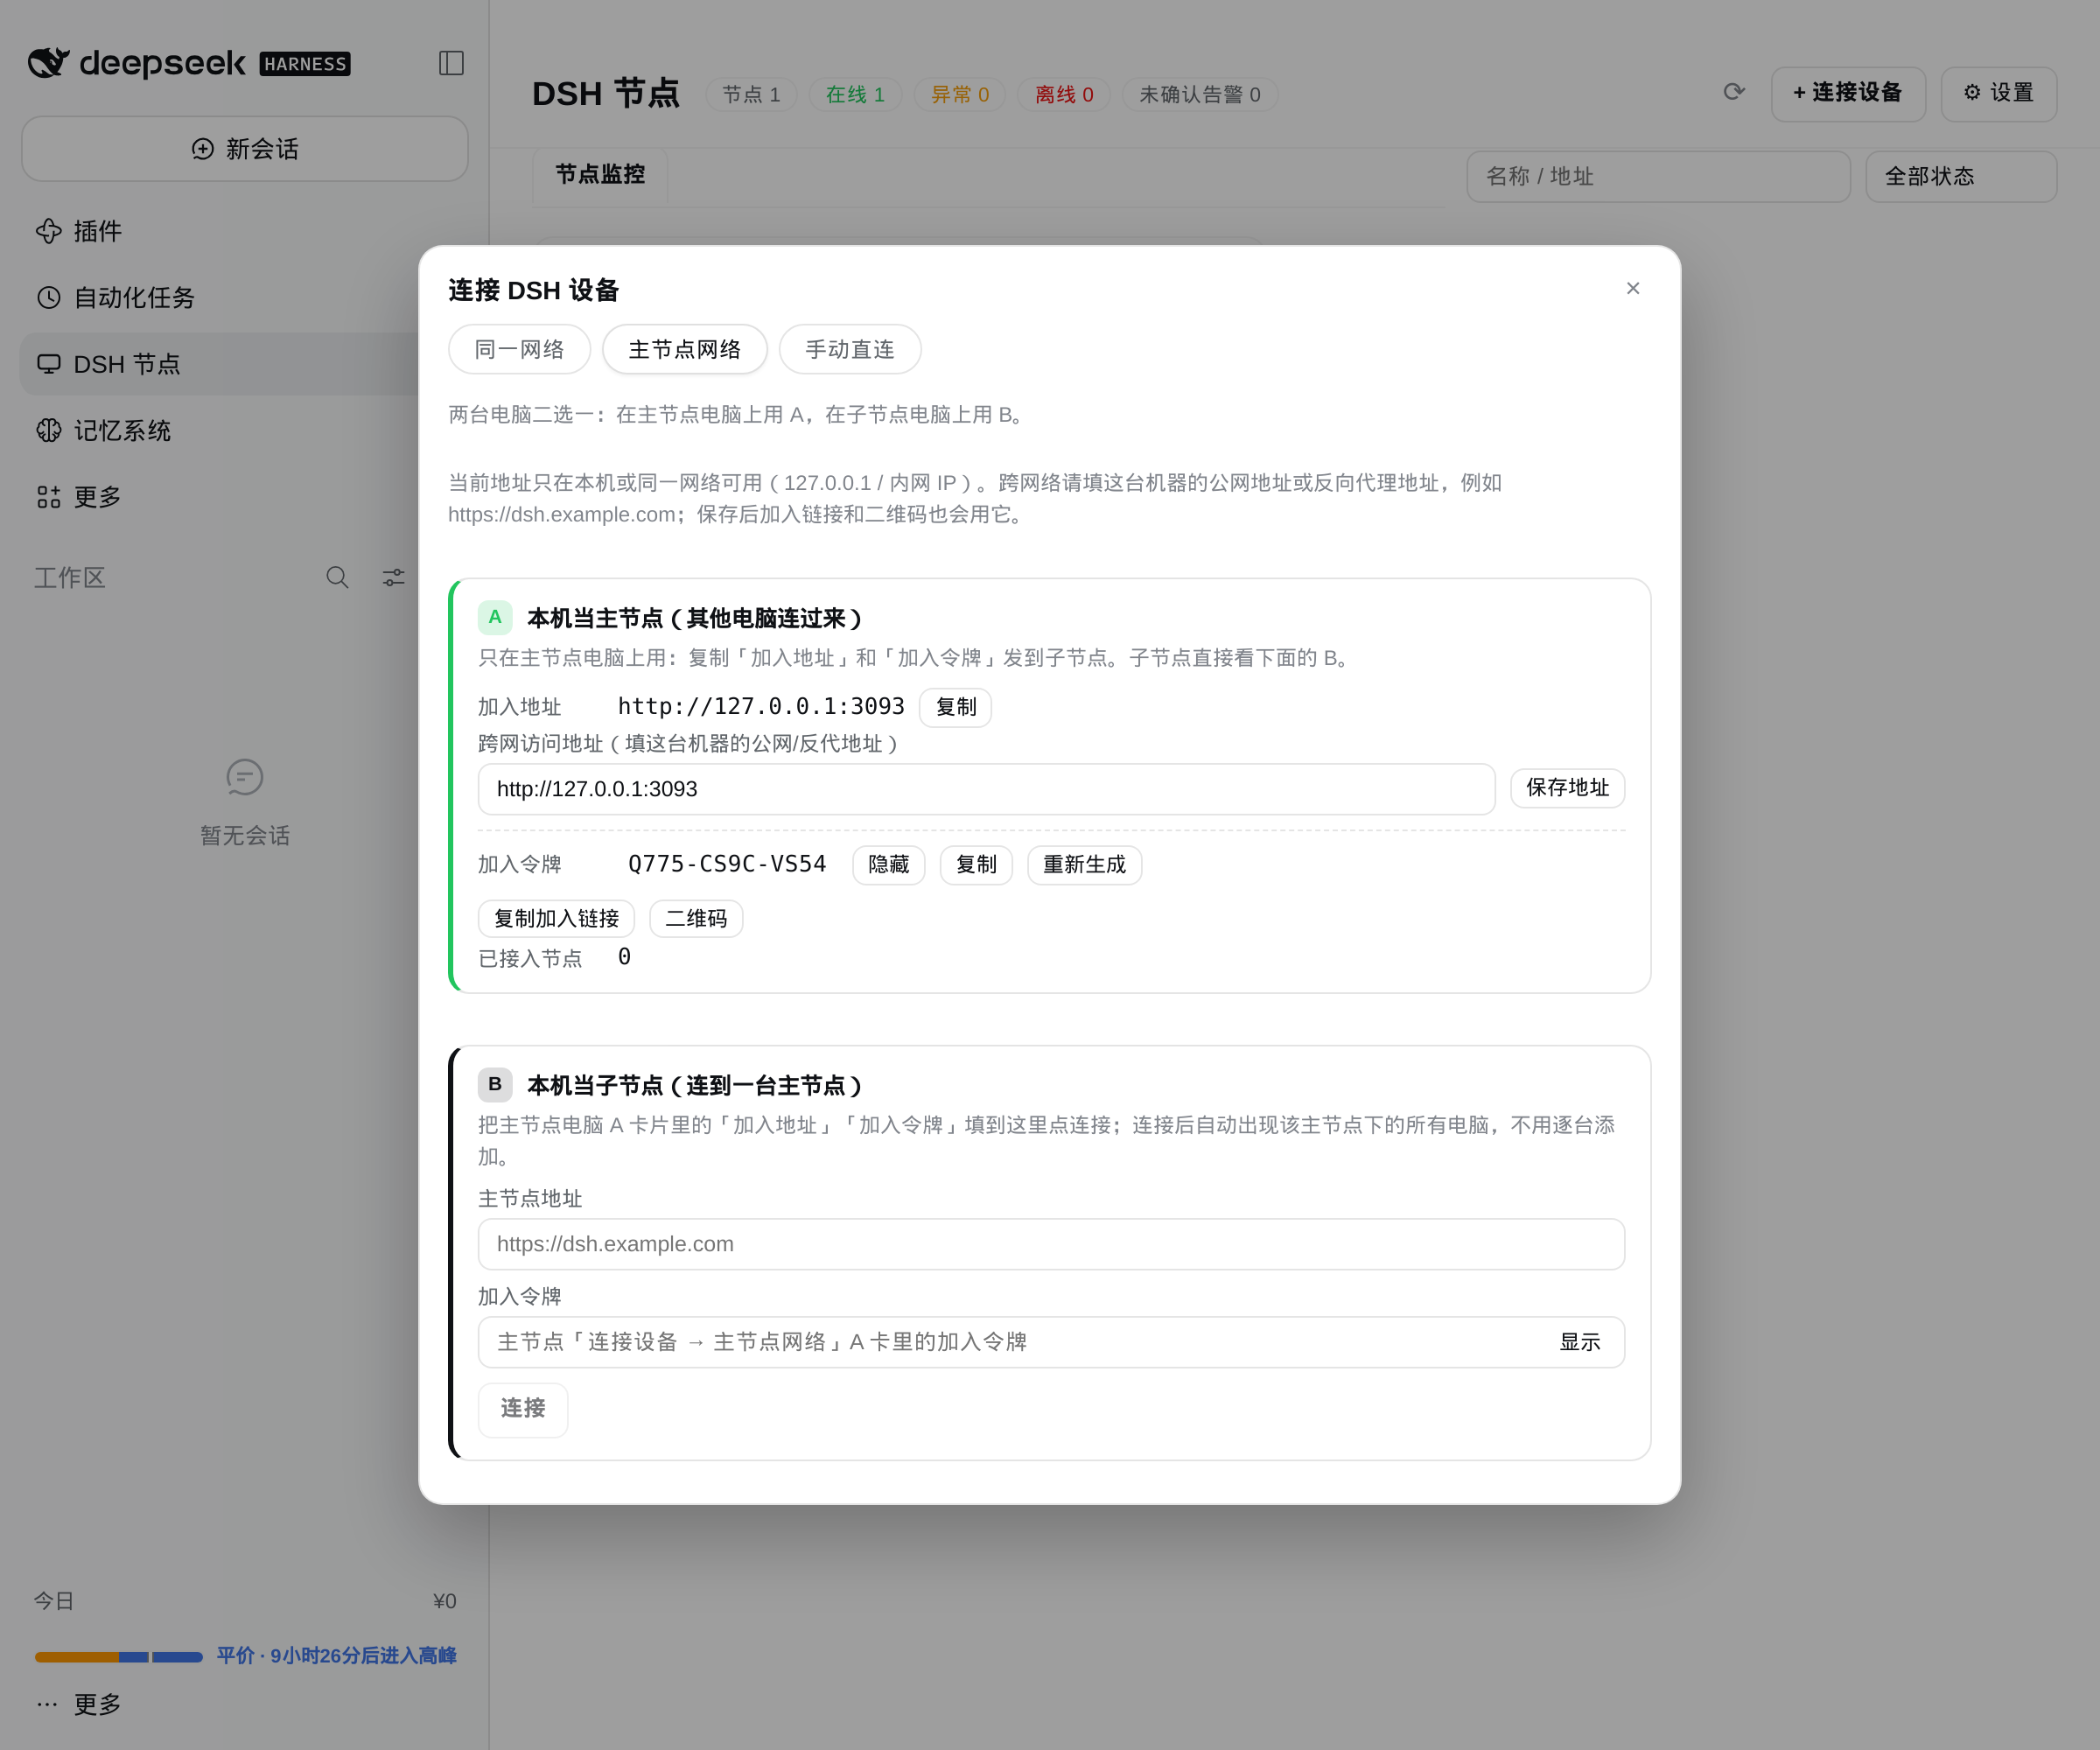 deepseek HARNESS
新会话
插件
自动化任务
DSH 节点
记忆系统
更多
工作区
暂无会话
今日 ¥0
平价 · 9小时26分后进入高峰
更多
DSH 节点 节点 1 在线 1 异常 0 离线 0 未确认告警 0
+ 连接设备 设置
节点监控 名称 / 地址 全部状态
连接 DSH 设备 ×
同一网络 主节点网络 手动直连
两台电脑二选一：在主节点电脑上用 A，在子节点电脑上用 B。
当前地址只在本机或同一网络可用（127.0.0.1 / 内网 IP）。跨网络请填这台机器的公网地址或反向代理地址，例如
https://dsh.example.com；保存后加入链接和二维码也会用它。
A 本机当主节点（其他电脑连过来）
只在主节点电脑上用：复制「加入地址」和「加入令牌」发到子节点。子节点直接看下面的 B。
加入地址 http://127.0.0.1:3093 复制
跨网访问地址（填这台机器的公网/反代地址）
http://127.0.0.1:3093 保存地址
加入令牌 Q775-CS9C-VS54 隐藏 复制 重新生成
复制加入链接 二维码
已接入节点 0
B 本机当子节点（连到一台主节点）
把主节点电脑 A 卡片里的「加入地址」「加入令牌」填到这里点连接；连接后自动出现该主节点下的所有电脑，不用逐台添
加。
主节点地址
https://dsh.example.com
加入令牌
主节点「连接设备 → 主节点网络」A 卡里的加入令牌 显示
连接